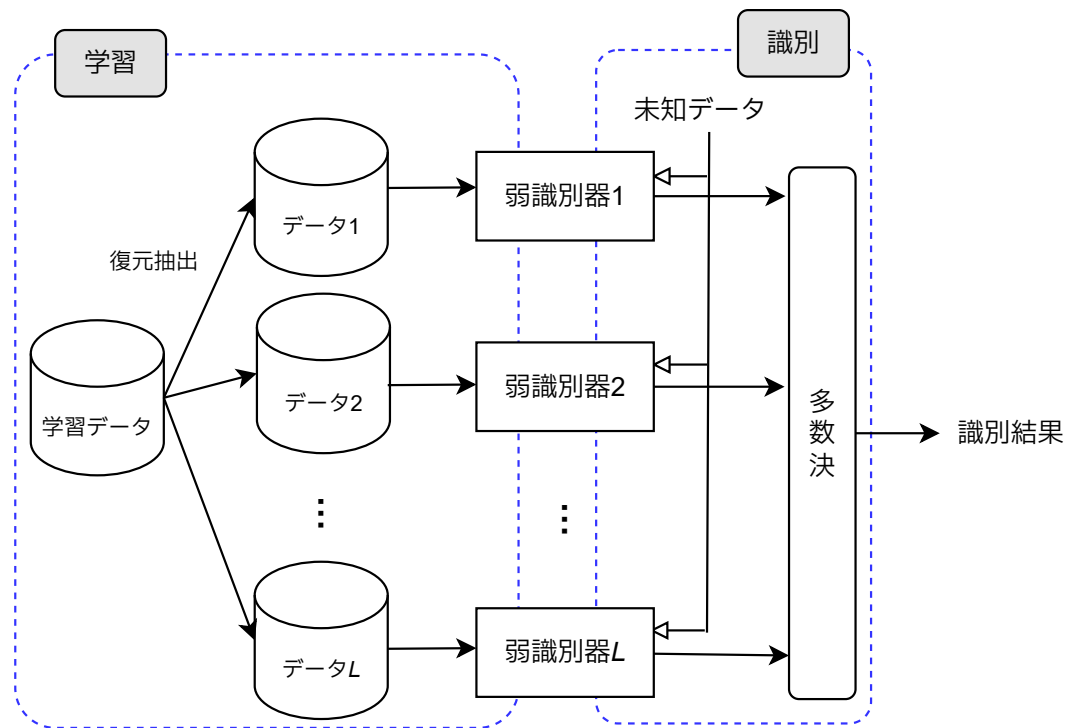 学習
識別
未知データ
データ1
弱識別器1
復元抽出
学習データ
データ2
弱識別器2
多数決
識別結果
…
…
データL
弱識別器L